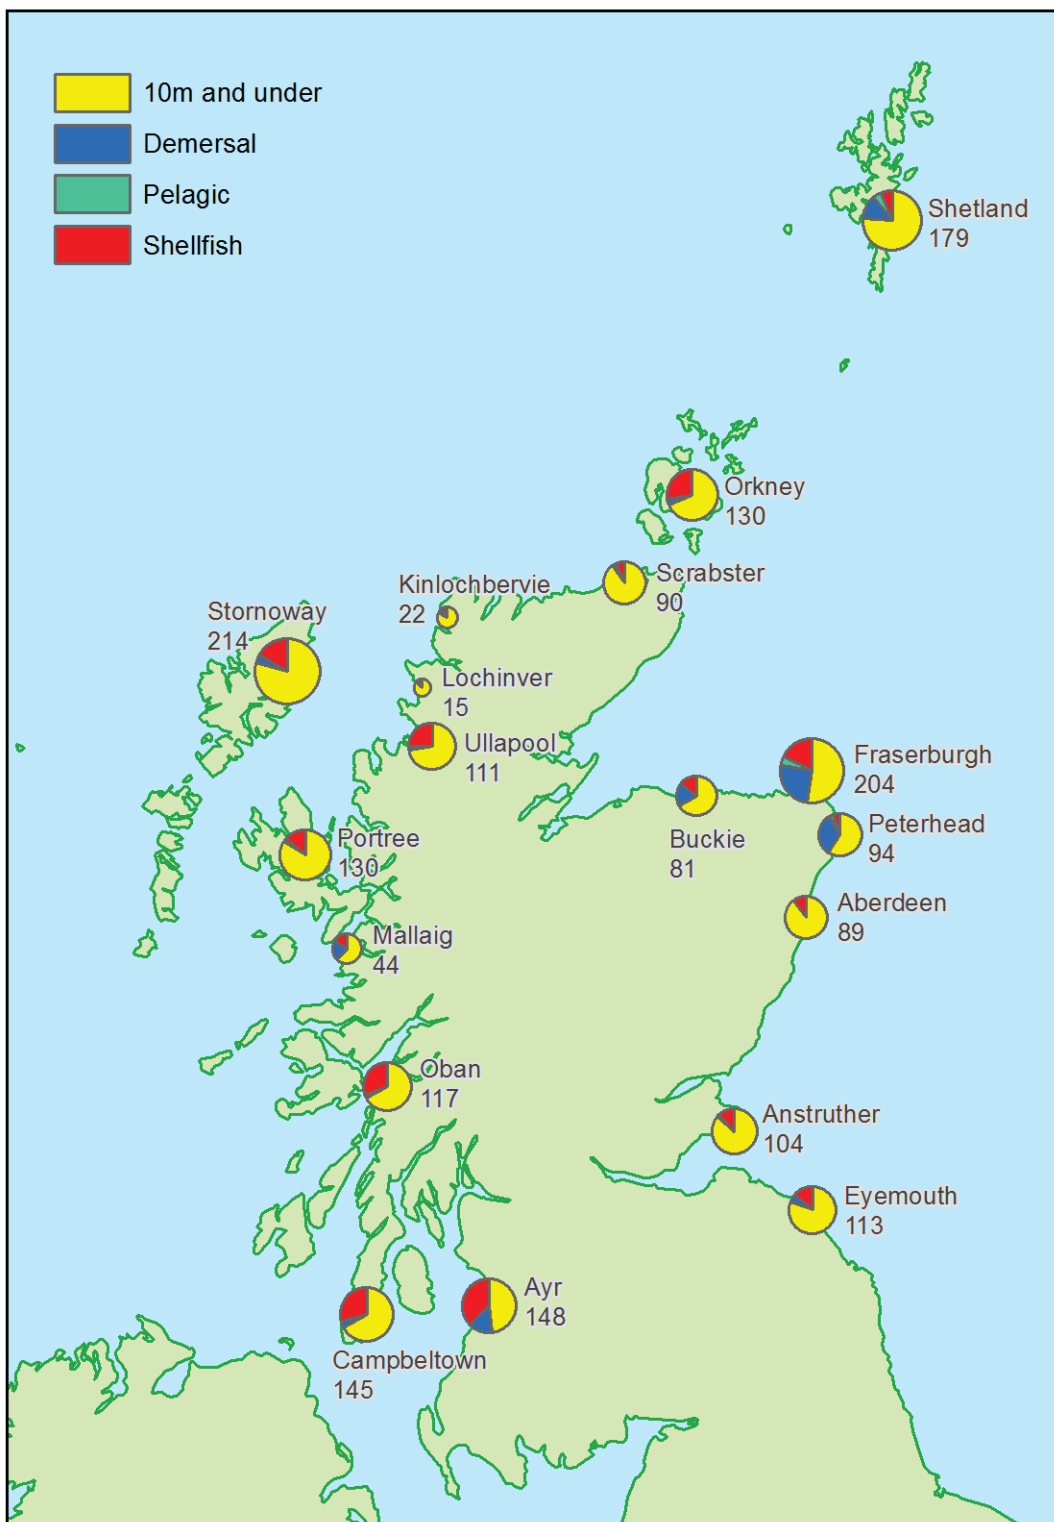 10m and under
Demersal
Pelagic
Shellfish
Shetland
179
Orkney
130
Scrabster
90
Kinlochbervie
22
Stornoway
214
Lochinver
15
Ullapool
111
Fraserburgh
204
Peterhead
94
Buckie
81
Portree
130
Aberdeen
89
Mallaig
44
Oban
117
Anstruther
104
Eyemouth
113
Ayr
148
Campbeltown
145